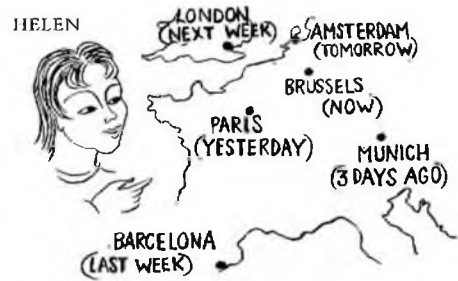 HELEN
LONDON
(NEXT WEEK)
AMSTERDAM
(TOMORROW)
BRUSSELS
(NOW)
PARIS
(YESTERDAY)
MUNICH
(3 DAYS AGO)
BARCELONA
(LAST WEEK)